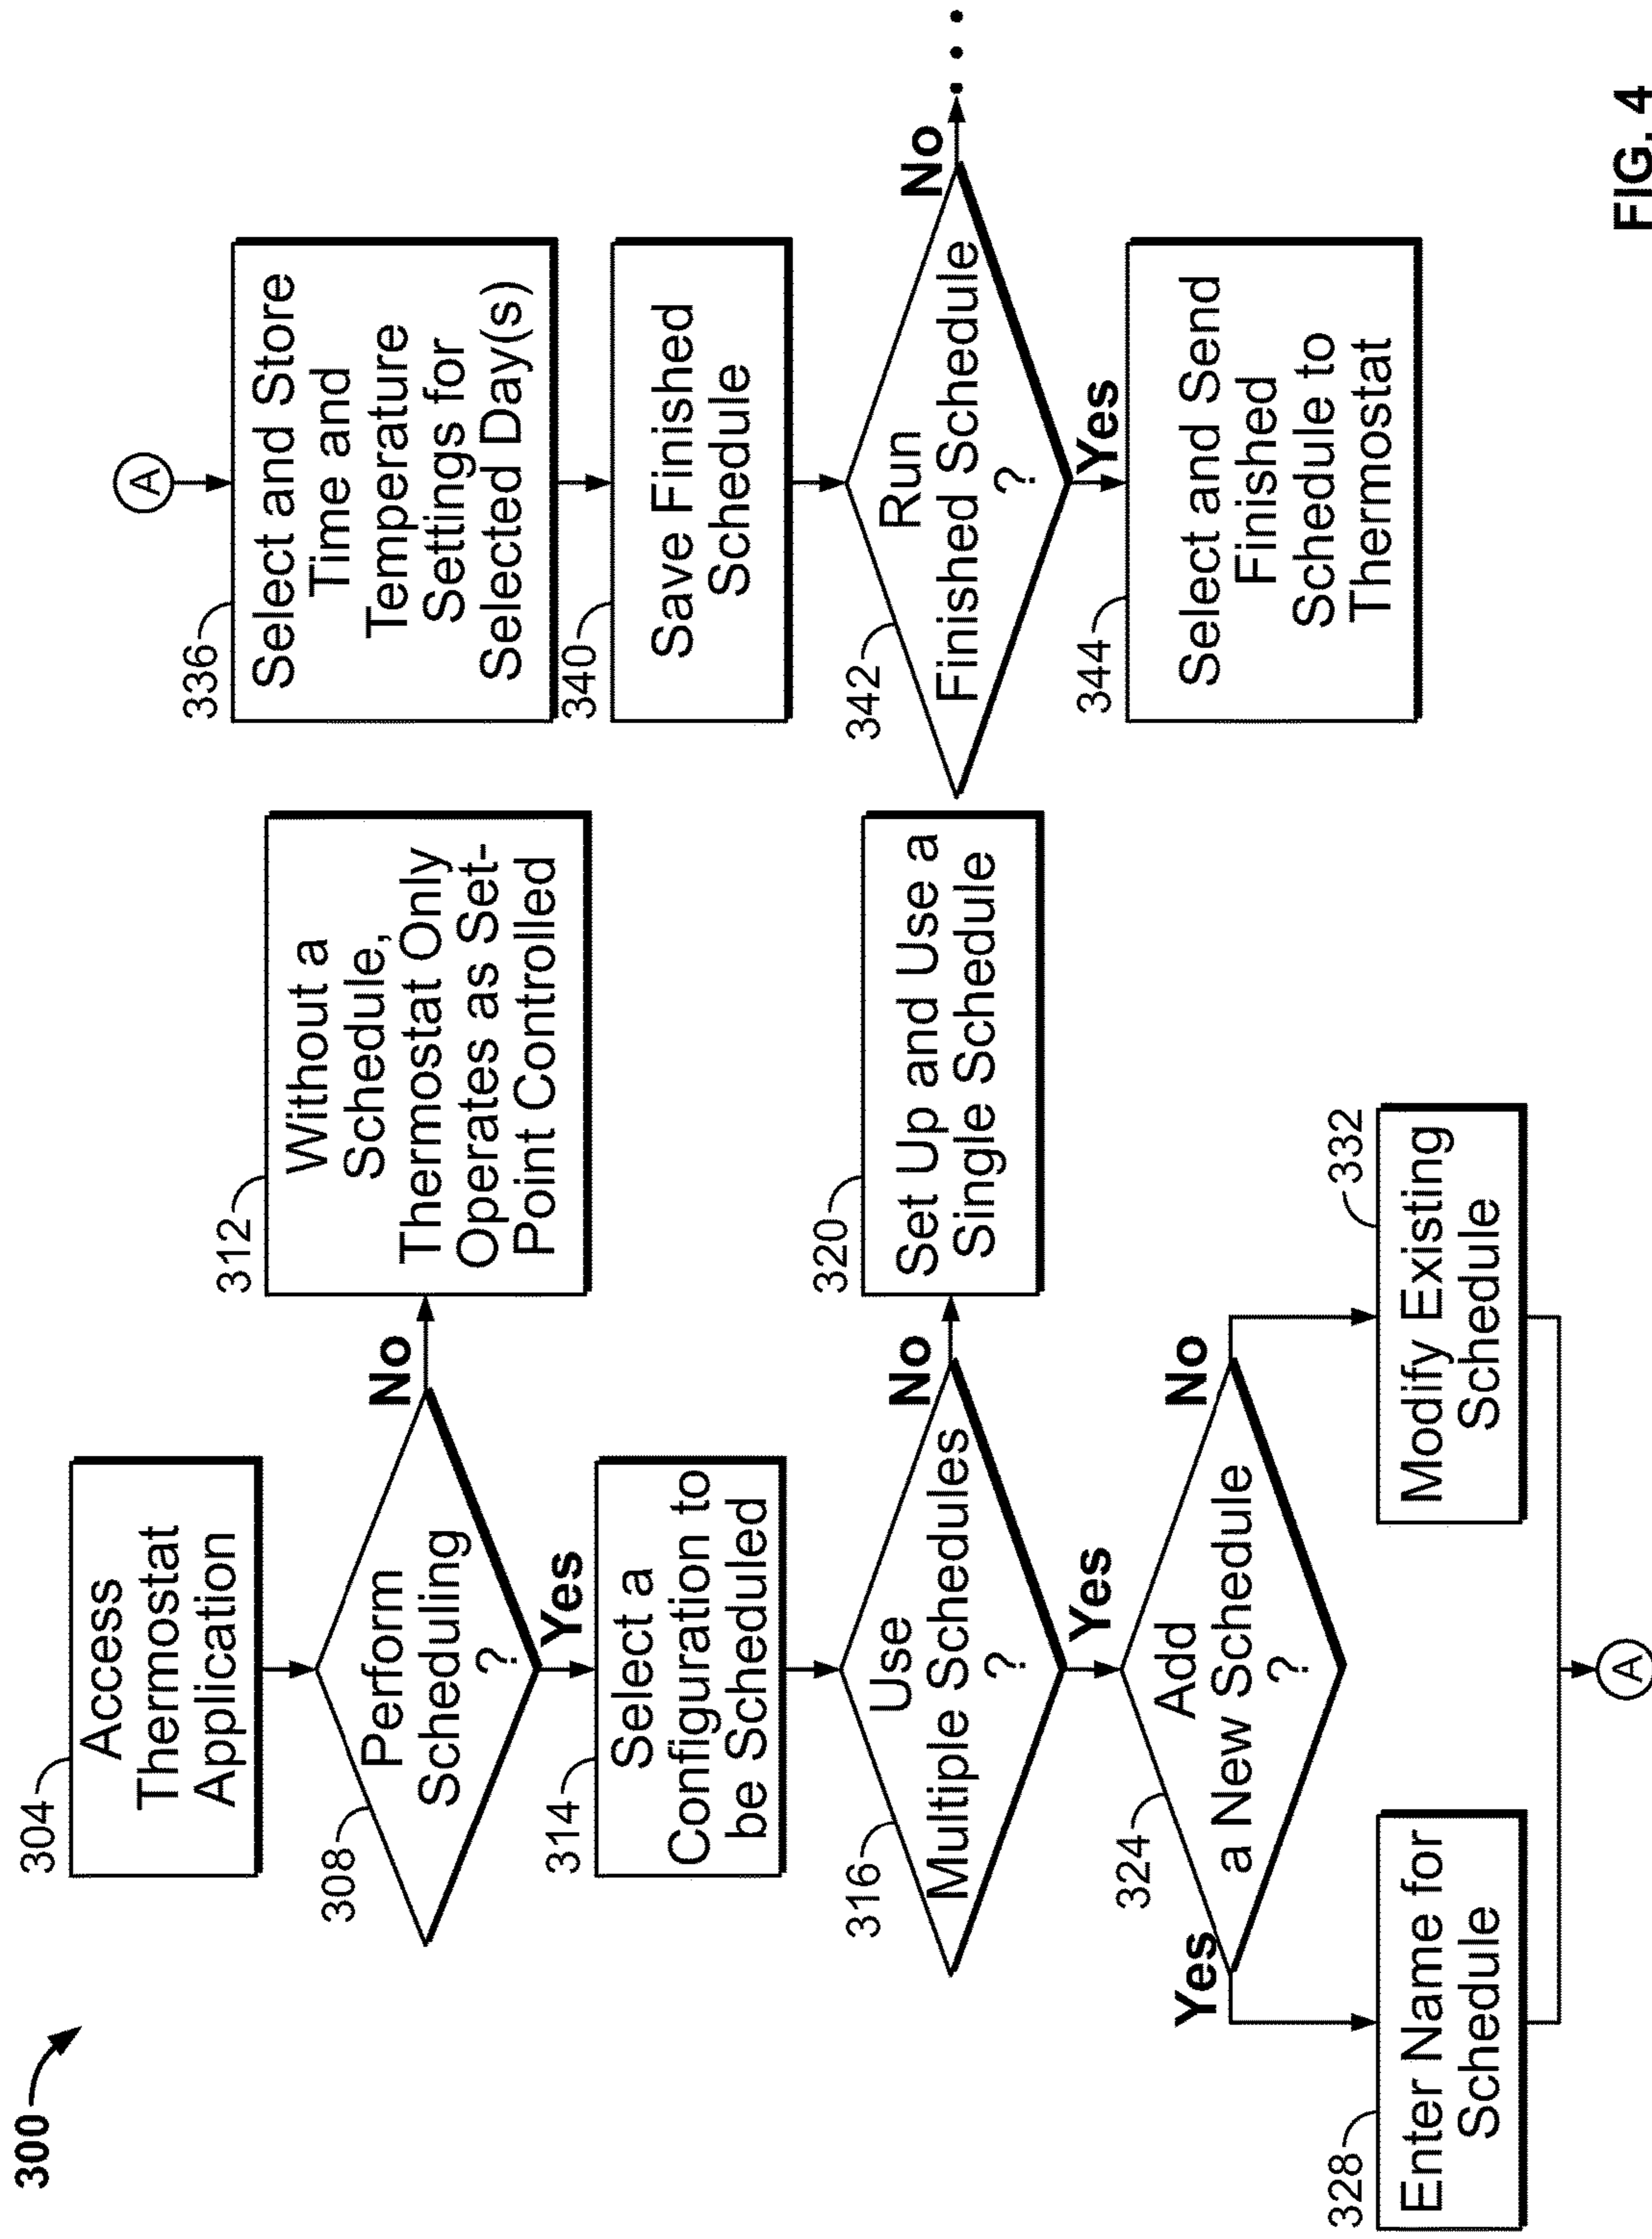 300
304
Access
Thermostat
Application
308
Perform
Scheduling
?
No
Yes
312
Without a
Schedule,
Thermostat Only
Operates as Set-
Point Controlled
314
Select a
Configuration to
be Scheduled
316
Use
Multiple Schedules
?
No
Yes
320
Set Up and Use a
Single Schedule
324
Add
a New Schedule
?
Yes
No
328
Enter Name for
Schedule
332
Modify Existing
Schedule
A
A
336
Select and Store
Time and
Temperature
Settings for
Selected Day(s)
340
Save Finished
Schedule
342
Run
Finished Schedule
?
No
Yes
344
Select and Send
Finished
Schedule to
Thermostat
FIG. 4